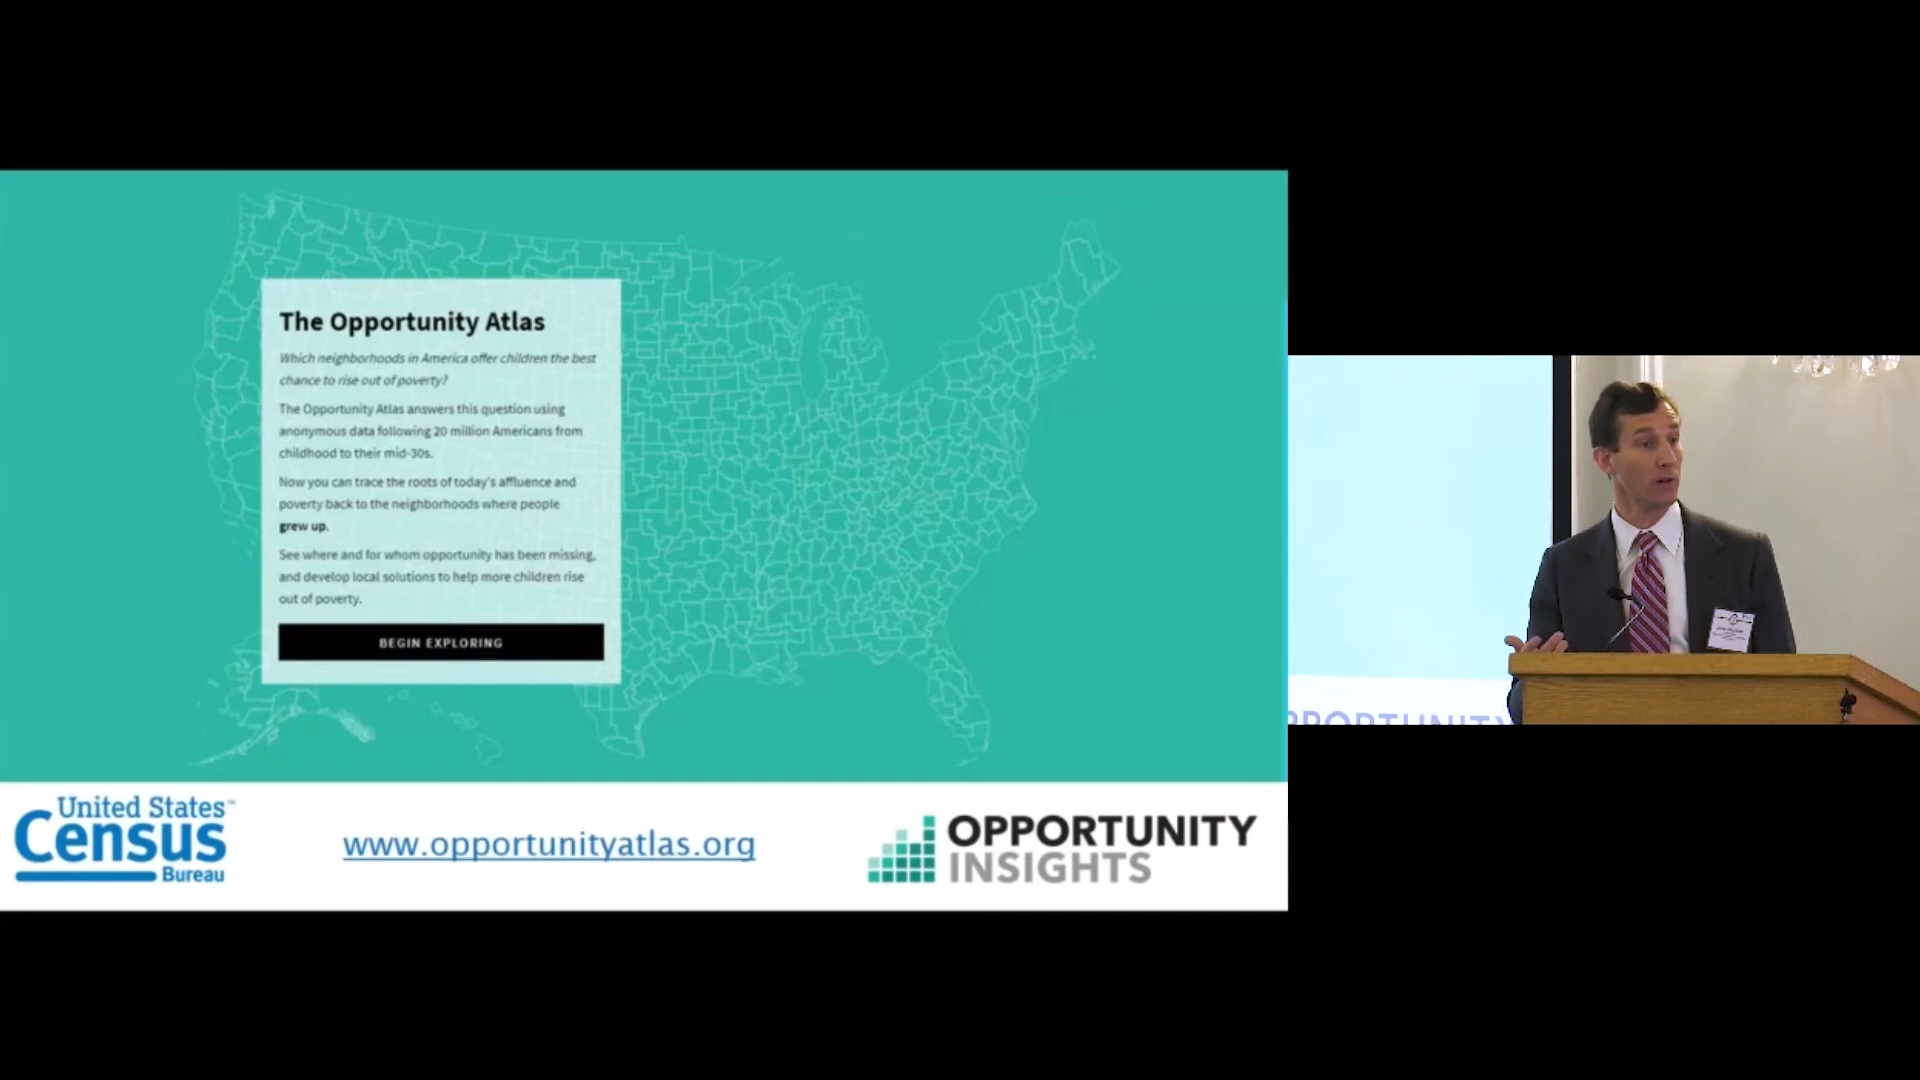 The Opportunity Atlas
Which neighborhoods in America offer children the best
chance to rise out of poverty?
The Opportunity Atlas answers this question using
anonymous data following 20 million Americans from
childhood to their mid-30s.
Now you can trace the roots of today's affluence and
poverty back to the neighborhoods where people
grew up.
See where and for whom opportunity has been missing,
and develop local solutions to help more children rise
out of poverty.
BEGIN EXPLORING
United States™
Census
Bureau
www.opportunityatlas.org
OPPORTUNITY
INSIGHTS
OPPORTUNITY